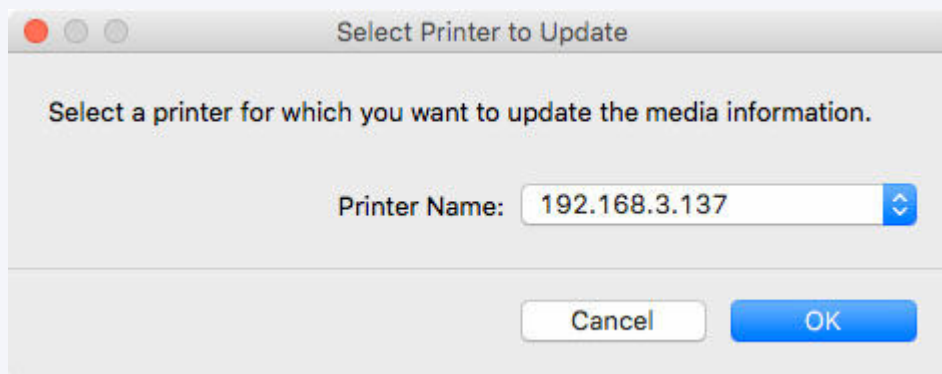 Select Printer to Update
Select a printer for which you want to update the media information.
Printer Name: 192.168.3.137
Cancel OK